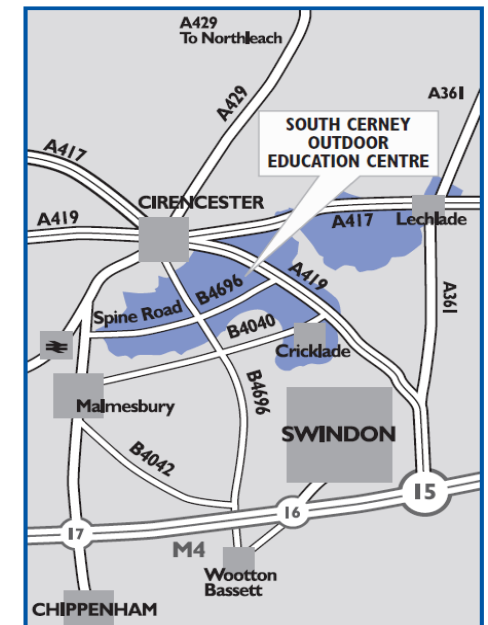 A429
To Northleach
A429
A361
SOUTH CERNEY
OUTDOOR
EDUCATION CENTRE
A417
CIRENCESTER
A419
A417
Lechlade
A419
B4696
Spine Road
A361
B4040
Cricklade
B4696
Malmesbury
SWINDON
B4042
15
16
17
M4
Wootton
Bassett
CHIPPENHAM